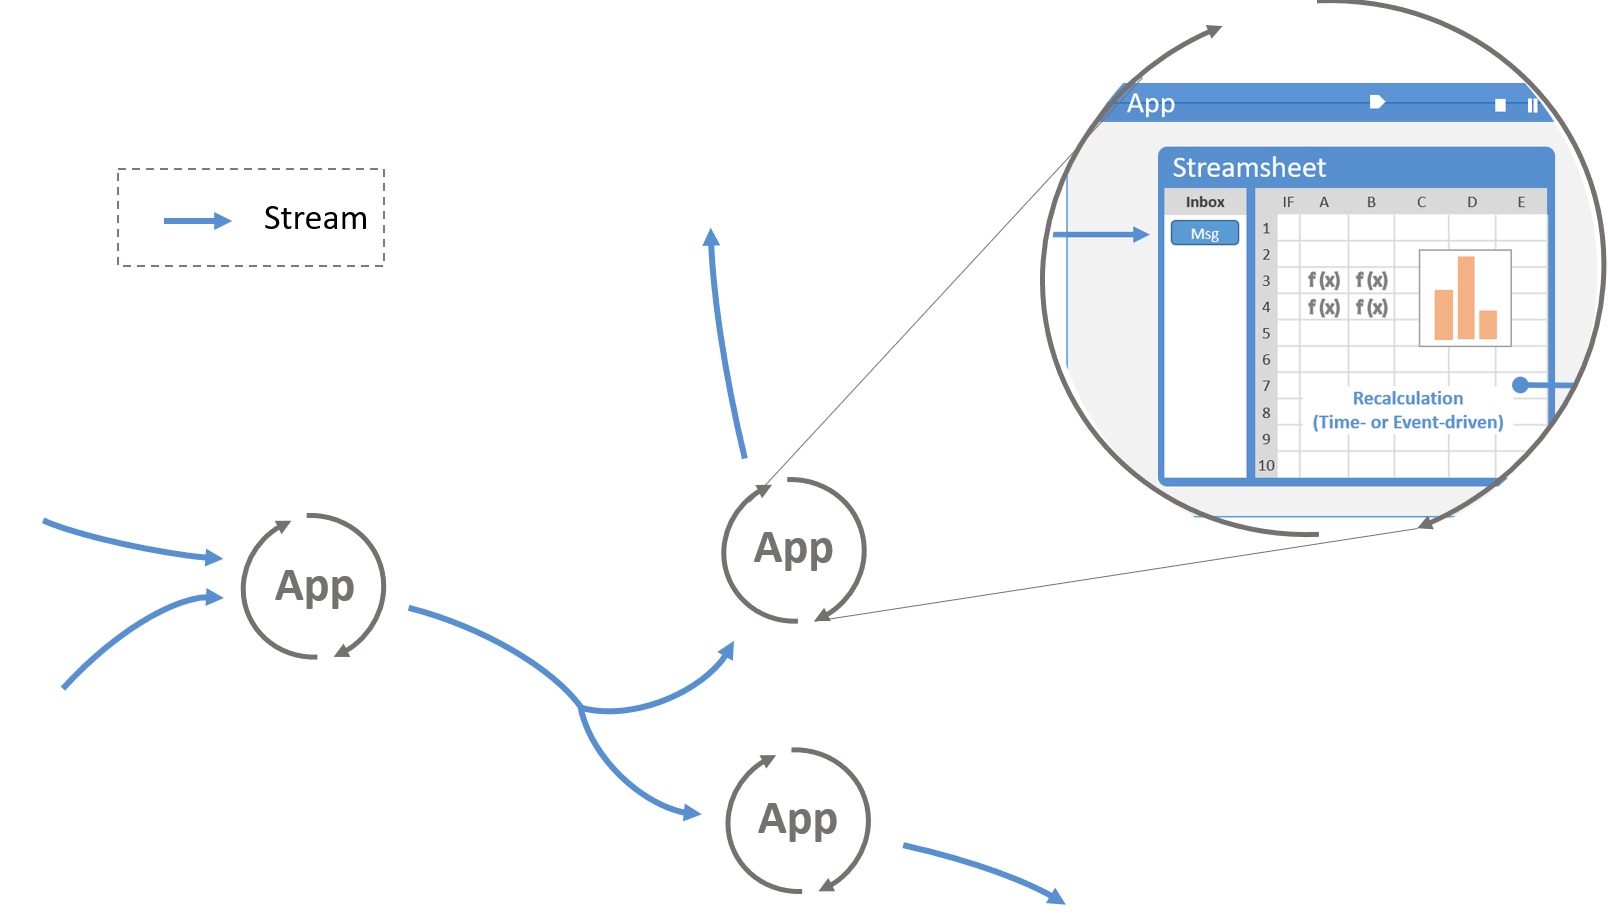 Stream
App
App
App
App
Streamsheet
Inbox
IF A B C D E
Msg
1
2
3 f (x) f (x)
4 f (x) f (x)
5
6
7
8
9
10
Recalculation
(Time- or Event-driven)